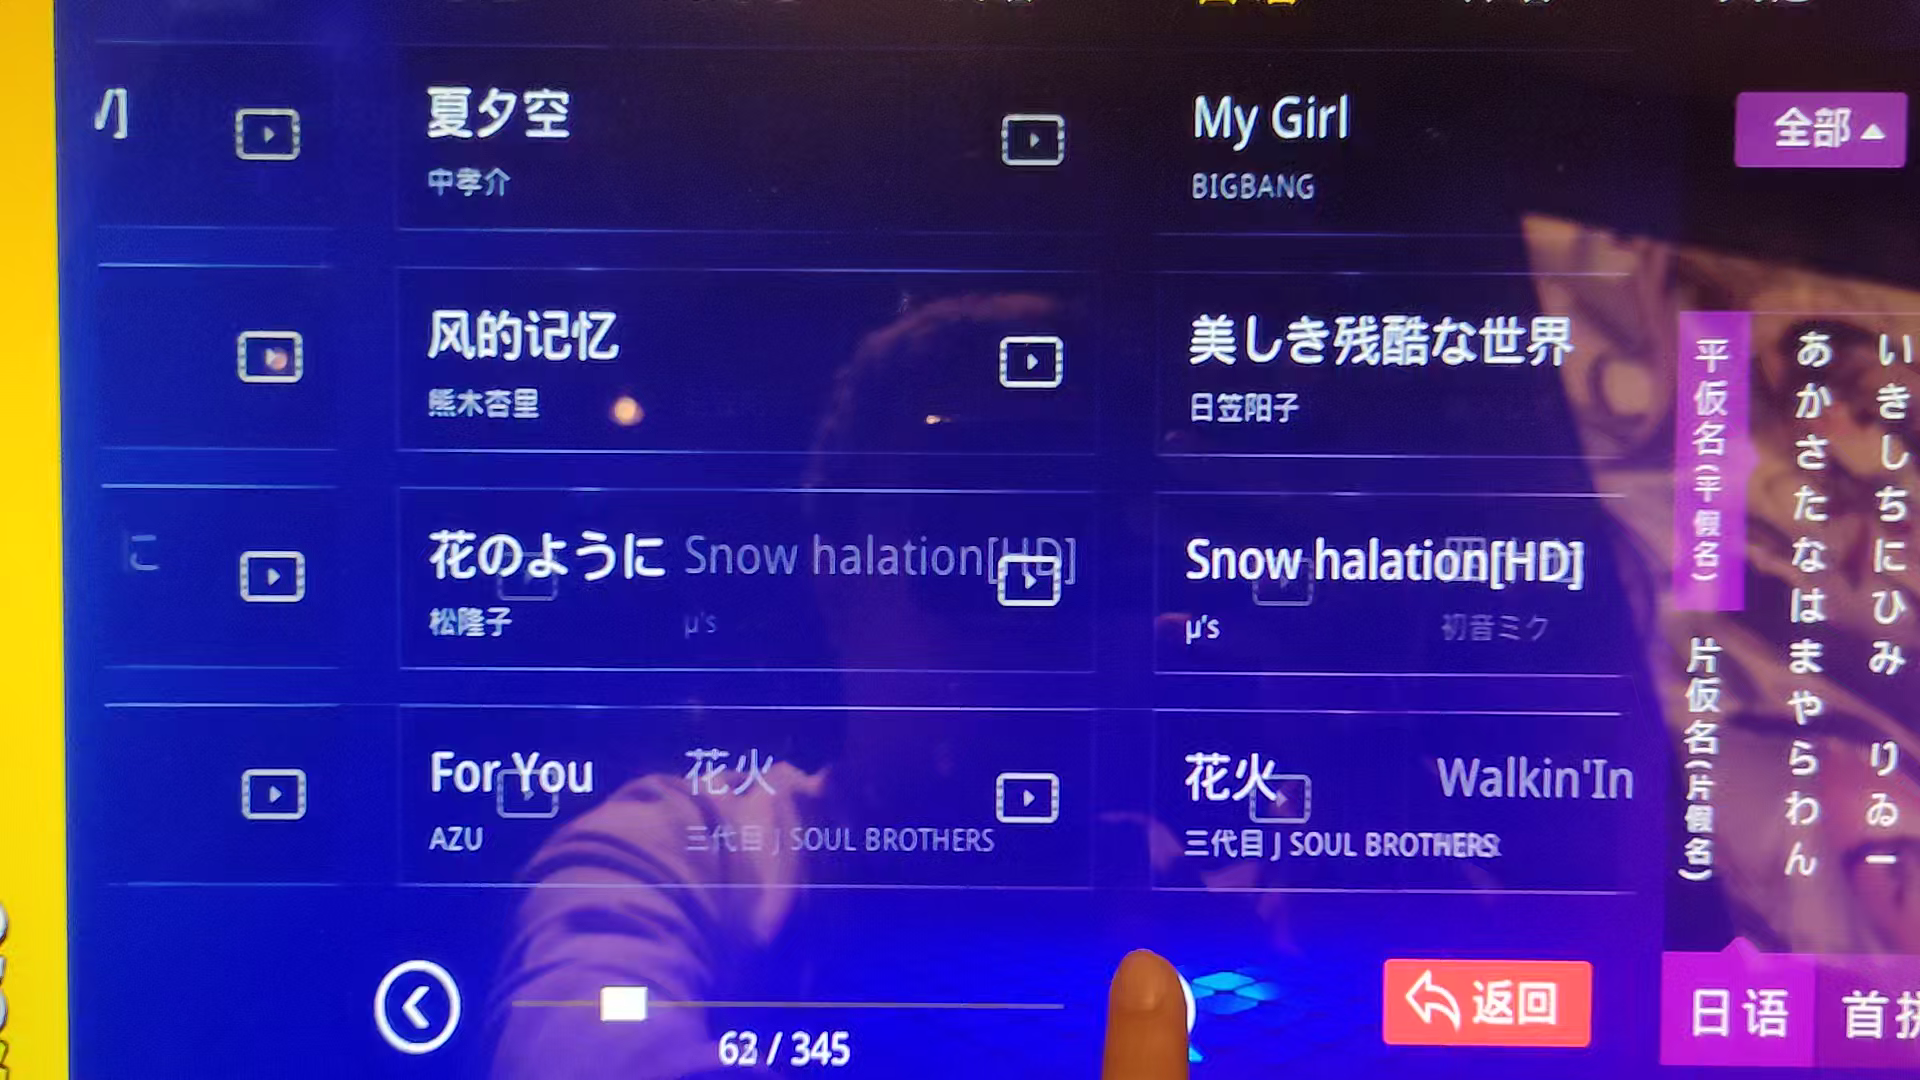 夏夕空
中孝介
My Girl
BIGBANG
全部
风的记忆
熊木杏里
美しき残酷な世界
日笠阳子
花のように
松隆子
Snow halation[HD]
μ's
Snow halation[HD]
μ's
初音ミク
For You
AZU
花火
三代目 J SOUL BROTHERS
花火
三代目 J SOUL BROTHERS
Walkin'In
に
平仮名(平假名)
片仮名(片假名)
あかさたなはまやらわん
いきしちにひみ りゐー
/ 345
返回
日语
首拼